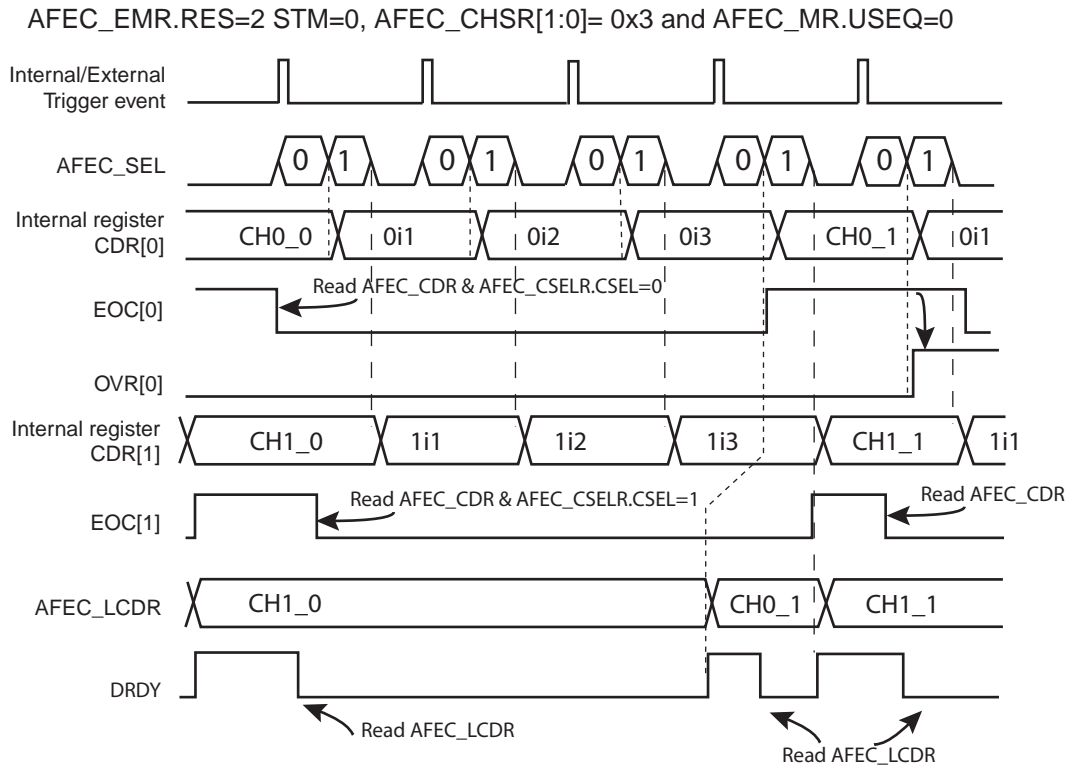 AFEC_EMR.RES=2 STM=0, AFEC_CHSR[1:0]= 0x3 and AFEC_MR.USEQ=0
Internal/External
Trigger event
AFEC_SEL
0 1 0 1 0 1 0 1 0 1
Internal register
CDR[0]
CH0_0 0i1 0i2 0i3 CH0_1 0i1
Read AFEC_CDR & AFEC_CSELR.CSEL=0
EOC[0]
OVR[0]
Internal register
CDR[1]
CH1_0 1i1 1i2 1i3 CH1_1 1i1
Read AFEC_CDR & AFEC_CSELR.CSEL=1
Read AFEC_CDR
EOC[1]
AFEC_LCDR
CH1_0 CH0_1 CH1_1
DRDY
Read AFEC_LCDR
Read AFEC_LCDR